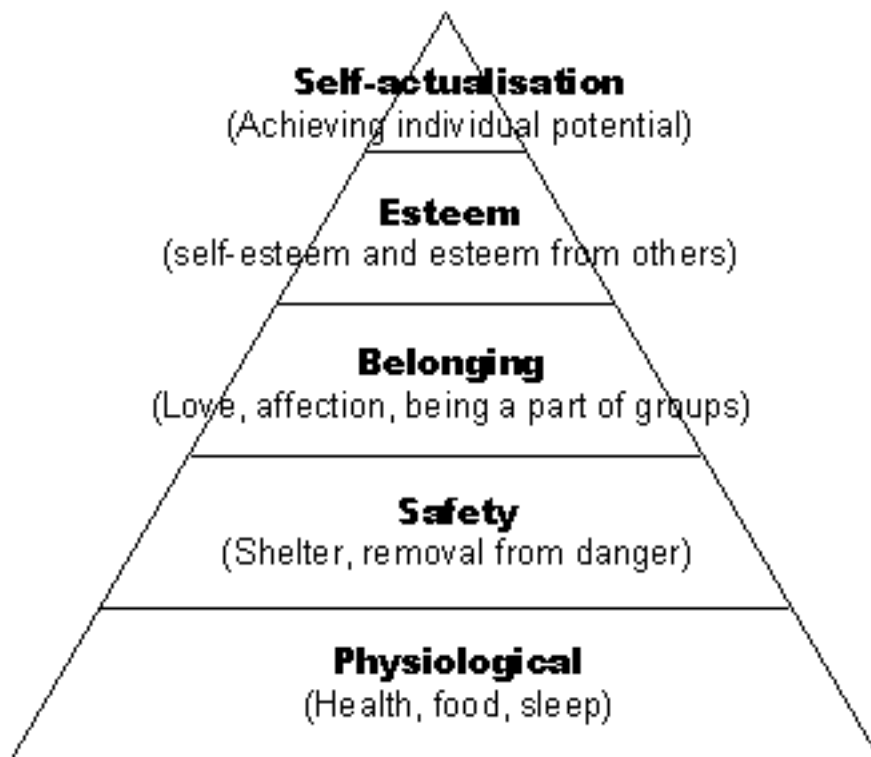 Self-actualisation
(Achieving individual potential)
Esteem
(self-esteem and esteem from others)
Belonging
(Love, affection, being a part of groups)
Safety
(Shelter, removal from danger)
Physiological
(Health, food, sleep)